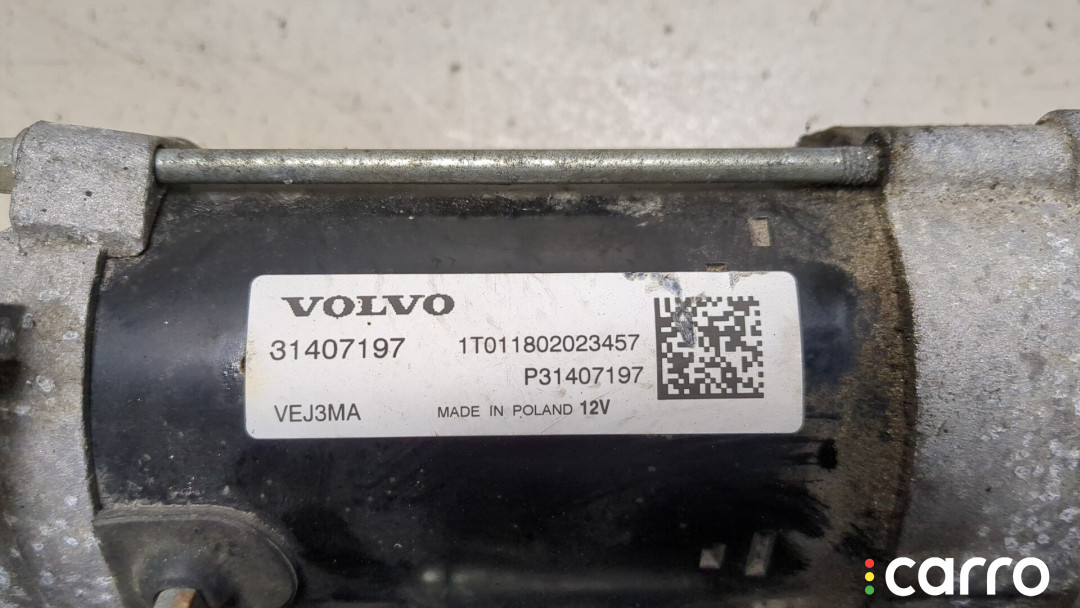 VOLVO
31407197 1T011802023457
P31407197
VEJ3MA MADE IN POLAND 12V
carro